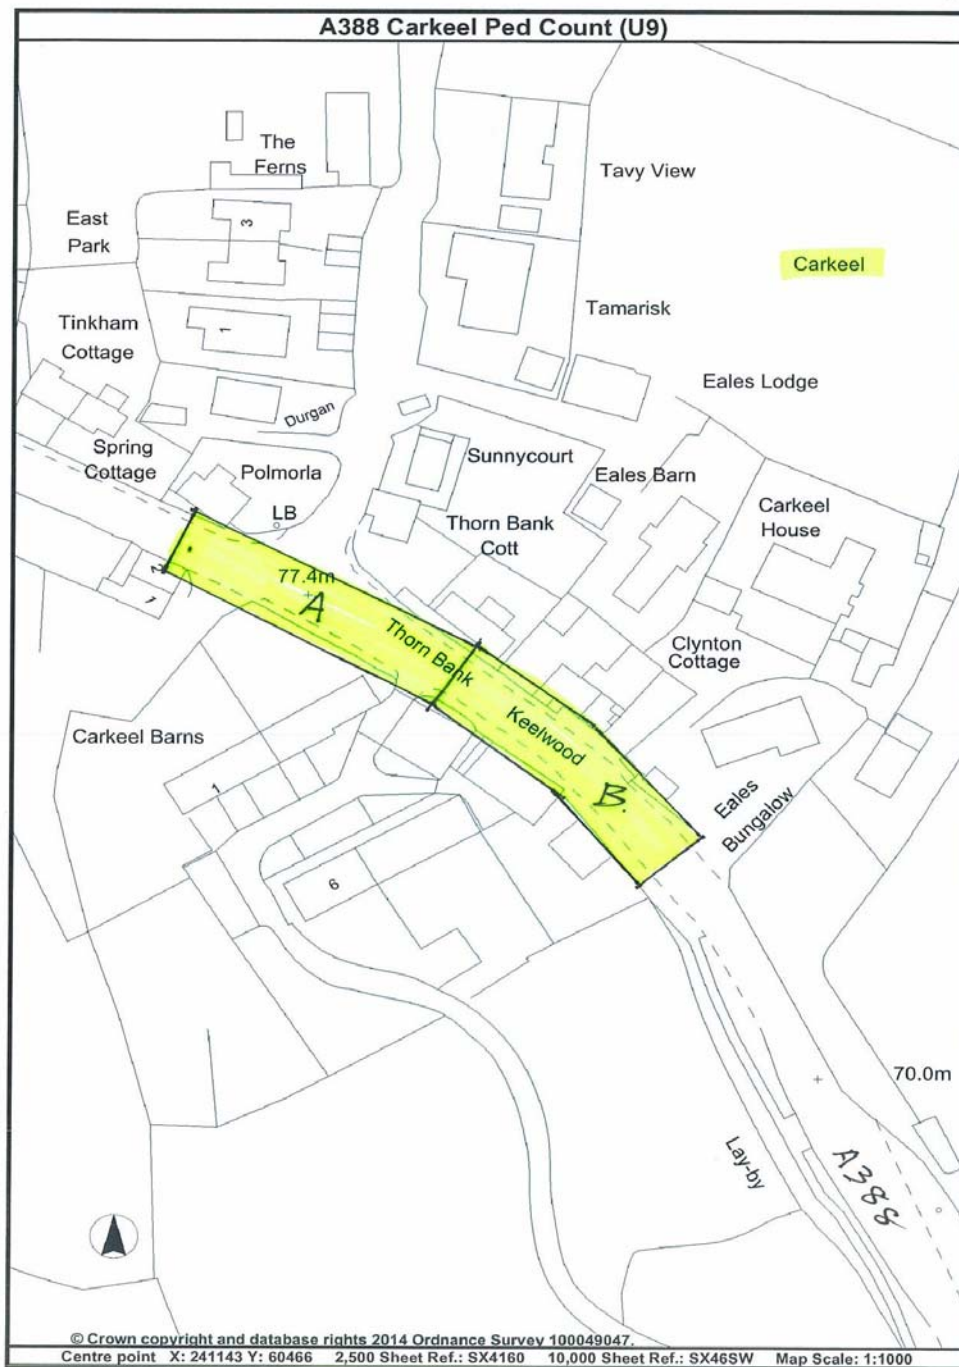 A388 Carkeel Ped Count (U9)
The
Ferns
Tavy View
East
Park
3
Carkeel
Tinkham
Cottage
1
Tamarisk
Eales Lodge
Durgan
Spring
Cottage
Polmorla
Sunnycourt
Eales Barn
LB
Thorn Bank
Cott
Carkeel
House
77.4m
2
1
A
Thorn Bank
Clynton
Cottage
Keelwood
Carkeel Barns
1
B.
Eales
Bungalow
6
70.0m
Lay-by
A388
© Crown copyright and database rights 2014 Ordnance Survey 100049047.
Centre point X: 241143 Y: 60466 2,500 Sheet Ref.: SX4160 10,000 Sheet Ref.: SX46SW Map Scale: 1:1000